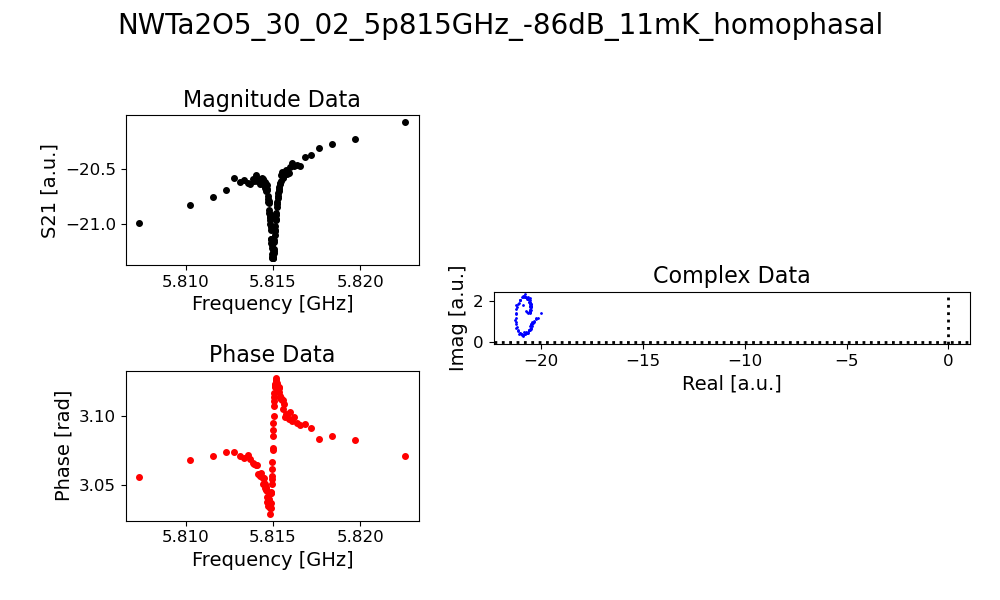 NWTa2O5_30_02_5p815GHz_-86dB_11mK_homophasal
Magnitude Data
S21 [a.u.]
−20.5
−21.0
5.810 5.815 5.820
Frequency [GHz]
Phase Data
Phase [rad]
3.10
3.05
5.810 5.815 5.820
Frequency [GHz]
Complex Data
Imag [a.u.]
2
0
−20 −15 −10 −5 0
Real [a.u.]